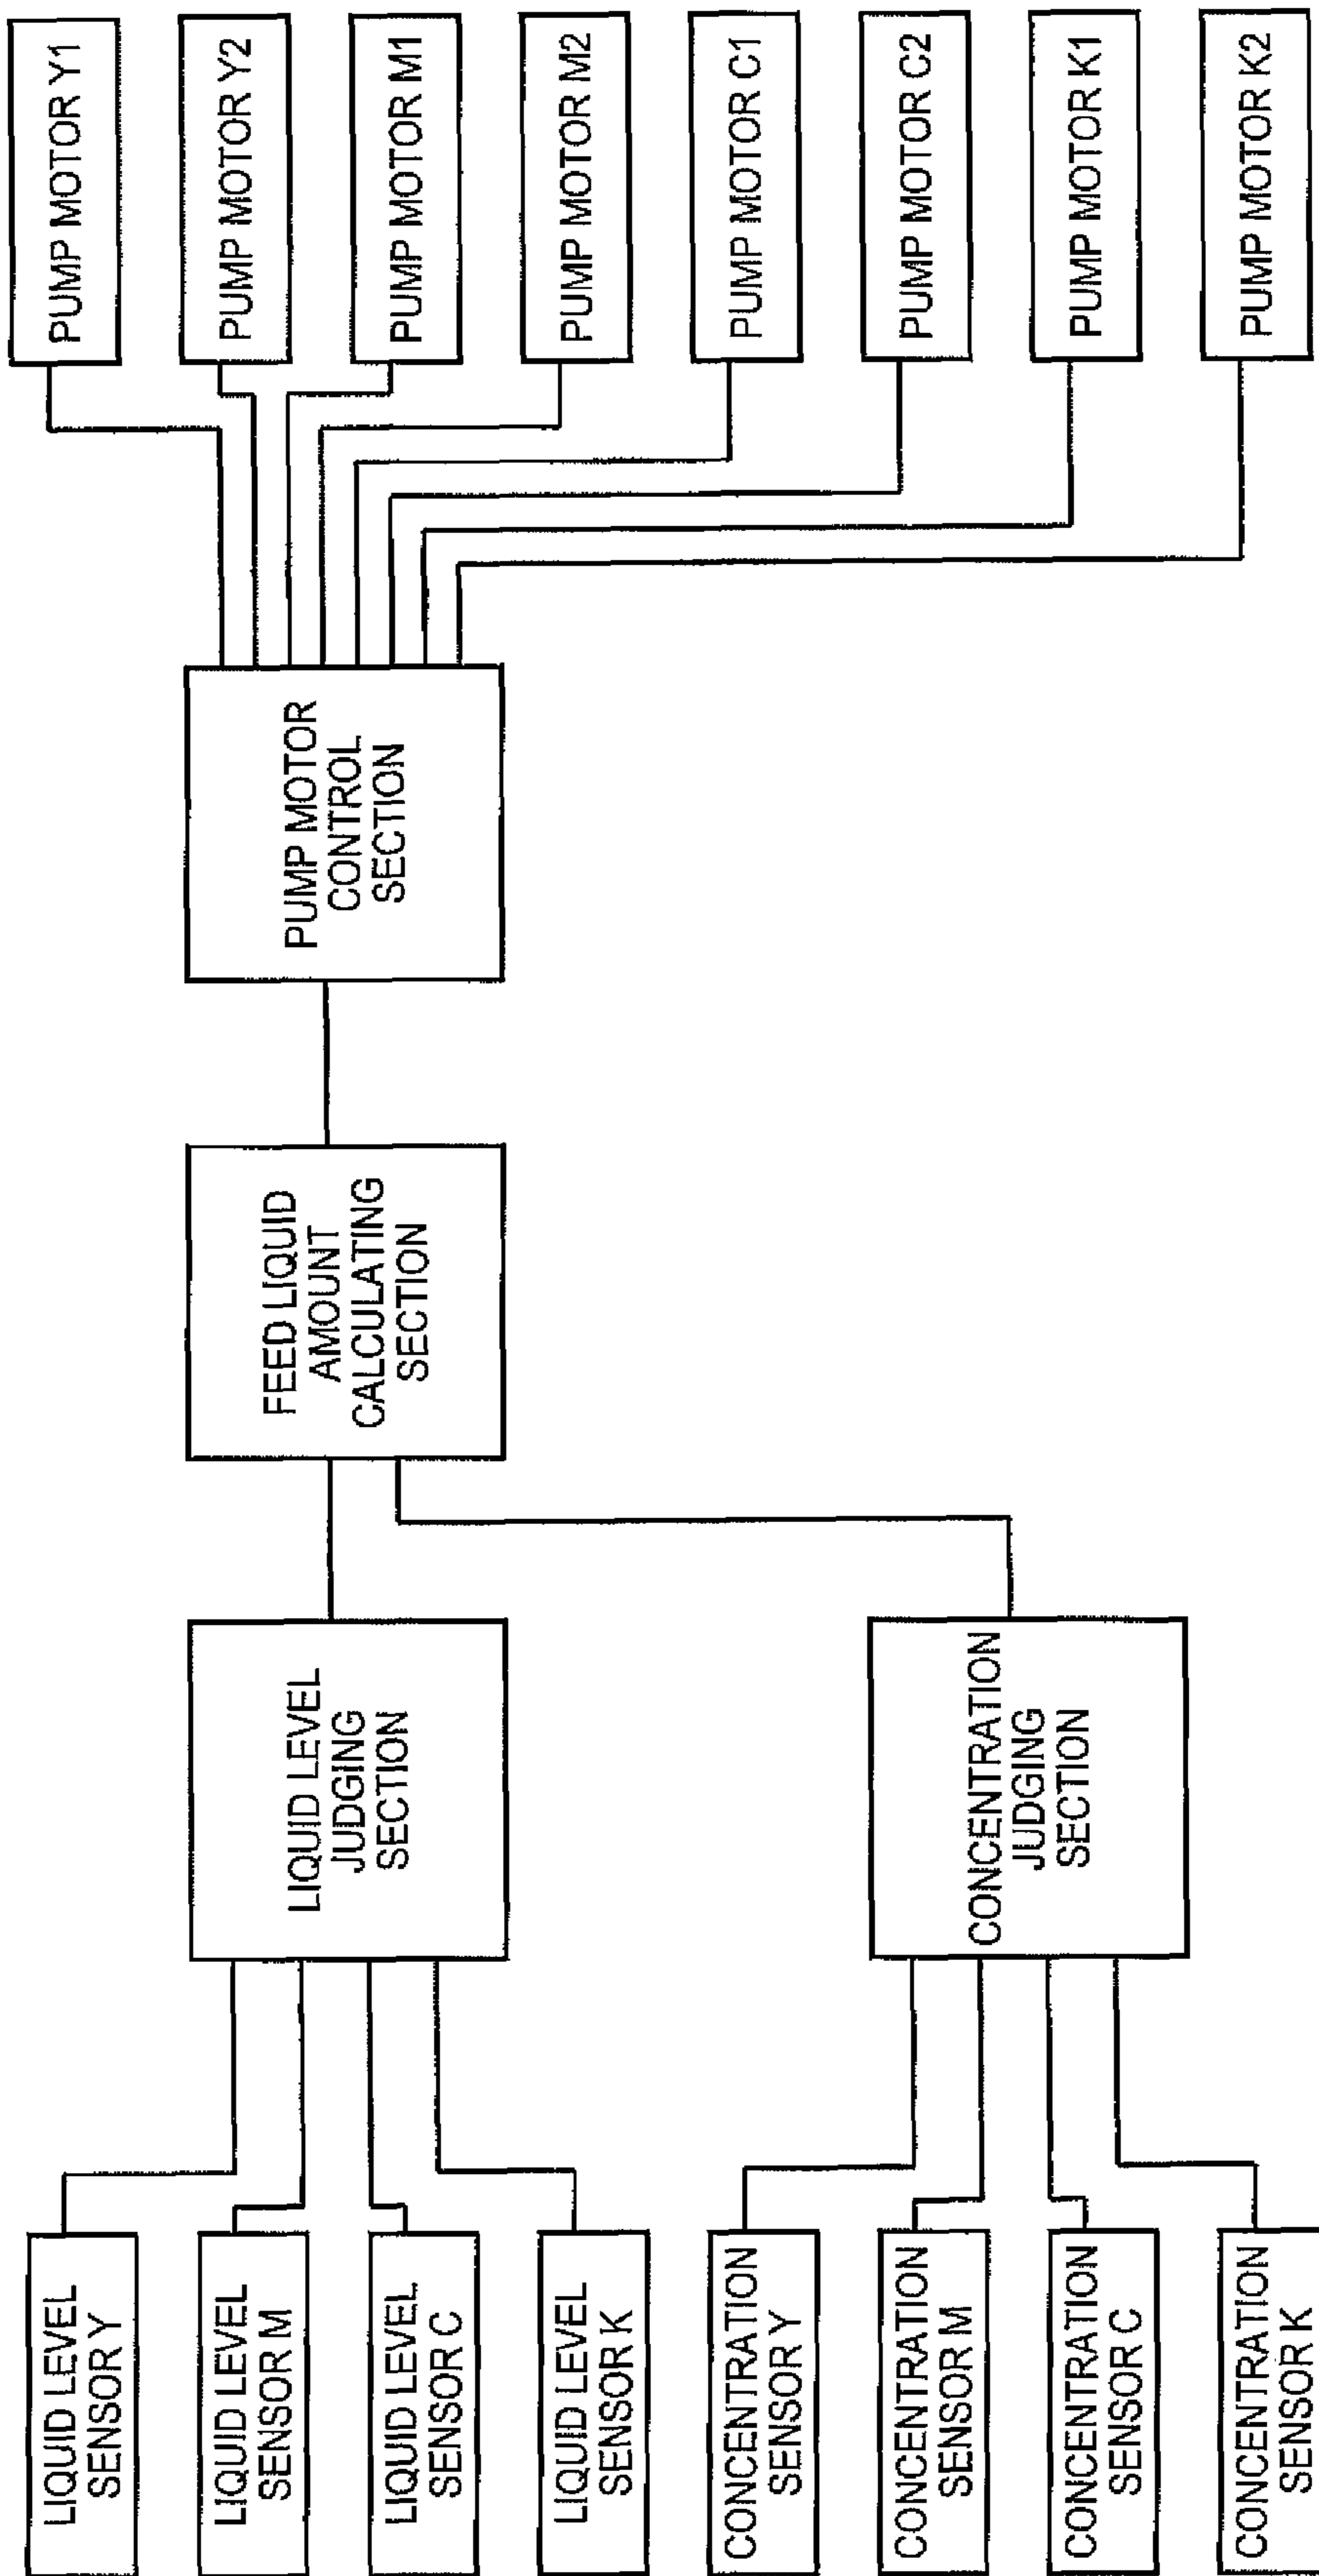 LIQUID LEVEL
SENSOR Y
LIQUID LEVEL
SENSOR M
LIQUID LEVEL
SENSOR C
LIQUID LEVEL
SENSOR K
CONCENTRATION
SENSOR Y
CONCENTRATION
SENSOR M
CONCENTRATION
SENSOR C
CONCENTRATION
SENSOR K
LIQUID LEVEL
JUDGING
SECTION
CONCENTRATION
JUDGING
SECTION
FEED LIQUID
AMOUNT
CALCULATING
SECTION
PUMP MOTOR
CONTROL
SECTION
PUMP MOTOR Y1
PUMP MOTOR Y2
PUMP MOTOR M1
PUMP MOTOR M2
PUMP MOTOR C1
PUMP MOTOR C2
PUMP MOTOR K1
PUMP MOTOR K2